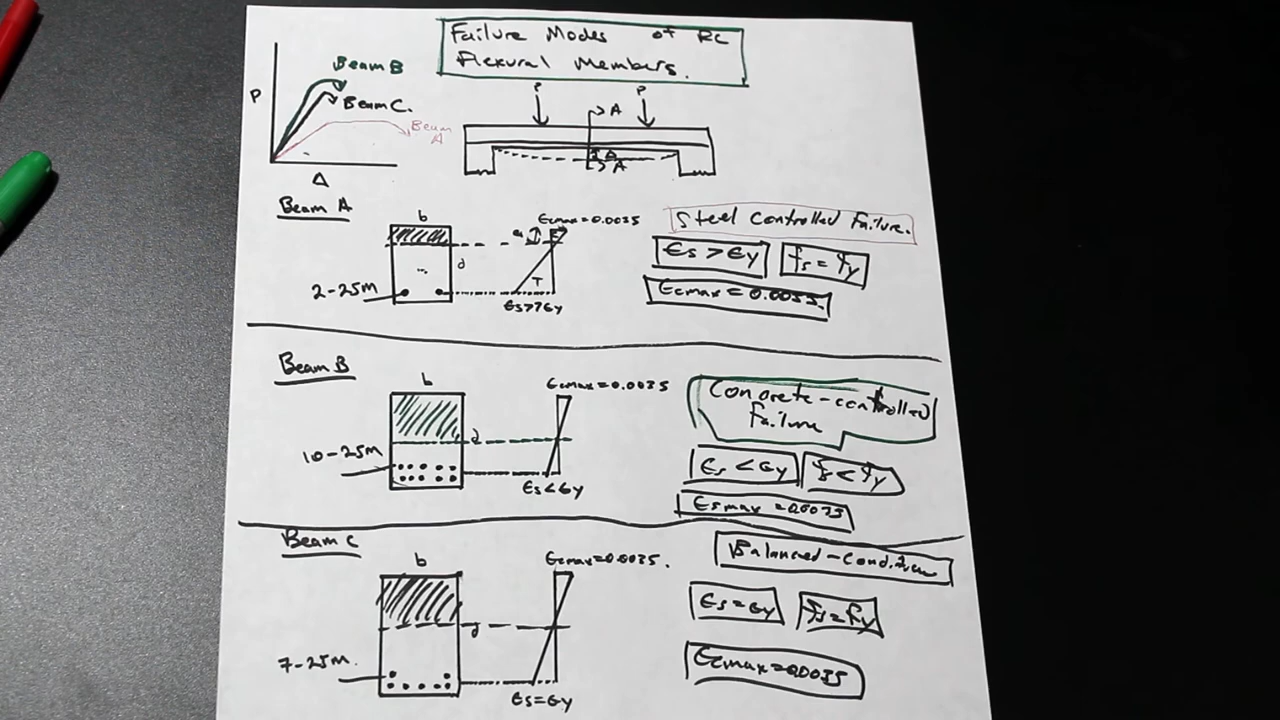 Failure Modes of RC
Flexural Members.
P
Beam B
Beam C.
Beam A
Δ
P
P
A
Δ
A
Beam A
b
d
2-25M
a
εcmax=0.0035
εs>>εy
Steel Controlled Failure.
εs > εy
fs = fy
εcmax = 0.0035.
Beam B
b
d
10-25M
εcmax=0.0035
εs<εy
Concrete-controlled
Failure
εs < εy
fs < fy
εsmax =0.0035
Beam C
b
d
7-25M.
εcmax=0.0035.
εs=εy
Balanced-Condition
εs = εy
fs = fy
εcmax=0.0035